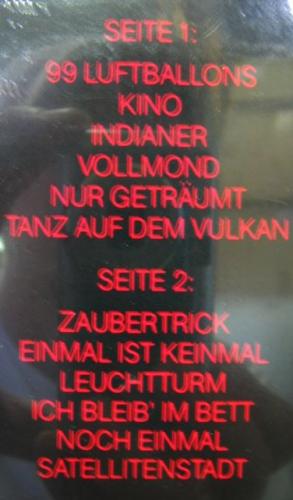 SEITE 1:
99 LUFTBALLONS
KINO
INDIANER
VOLLMOND
NUR GETRÄUMT
TANZ AUF DEM VULKAN
SEITE 2:
ZAUBERTRICK
EINMAL IST KEINMAL
LEUCHTTURM
ICH BLEIB' IM BETT
NOCH EINMAL
SATELLITENSTADT